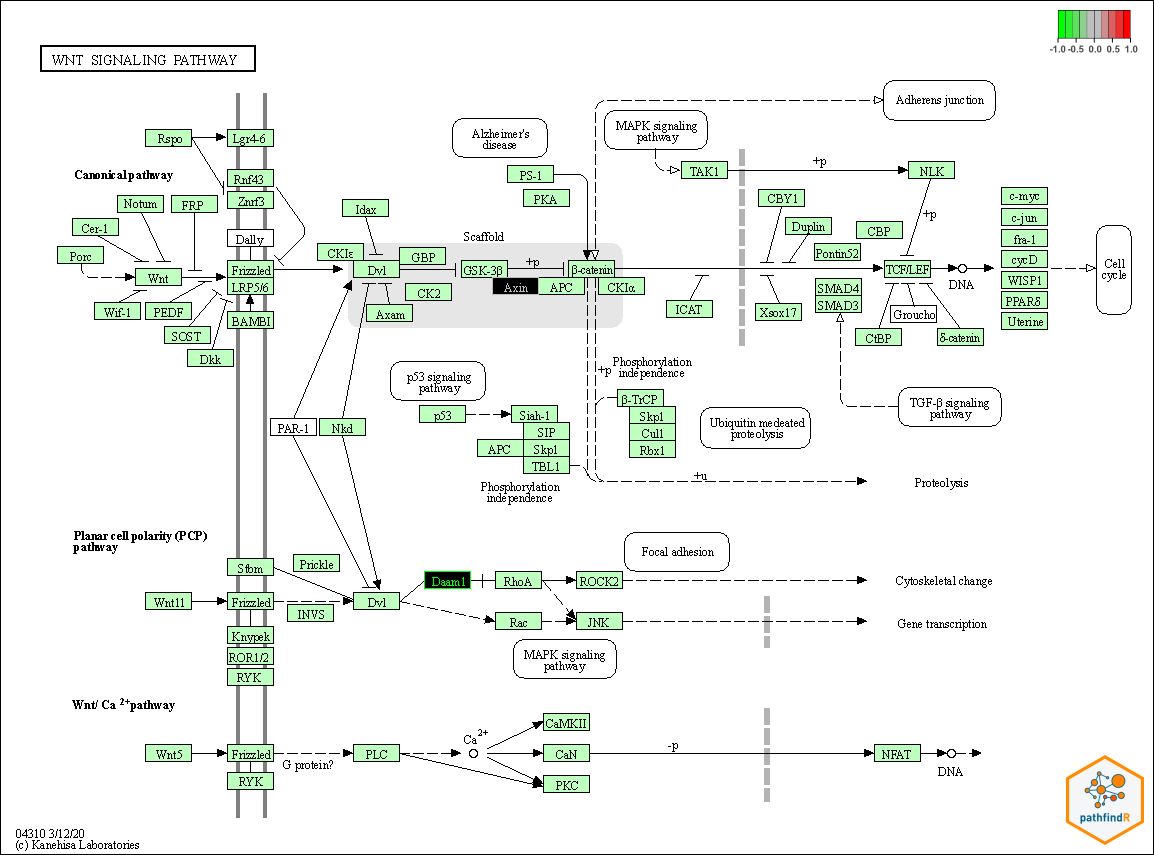 -1.0 -0.5 0.0 0.5 1.0
WNT SIGNALING PATHWAY
Adherens junction
Alzheimer's
disease
MAPK signaling
pathway
Rspo
Lgr4-6
TAK1
+p
NLK
Canonical pathway
Rnf43
PS-1
PKA
Znrf3
Notum
FRP
Idax
CBY1
+p
c-myc
Cer-1
Duplin
CBP
c-jun
Dally
Scaffold
fra-1
Porc
CKIε
GBP
Pontin52
cycD
Cell
cycle
Wnt
Frizzled
LRP5/6
Dvl
GSK-3β
+p
β-catenin
TCF/LEF
DNA
WISP1
Axin
APC
CKIα
CK2
SMAD4
SMAD3
PPARδ
Wif-1
PEDF
BAMBI
Axam
ICAT
Xsox17
Groucho
Uterine
SOST
CtBP
δ-catenin
Dkk
p53 signaling
pathway
+p
Phosphorylation
independence
β-TrCP
Skp1
Cul1
Rbx1
TGF-β signaling
pathway
p53
Siah-1
SIP
APC
Skp1
TBL1
Ubiquitin medeated
proteolysis
PAR-1
Nkd
+u
Proteolysis
Phosphorylation
independence
Planar cell polarity (PCP)
pathway
Focal adhesion
Stbm
Prickle
Daam1
RhoA
ROCK2
Cytoskeletal change
Wnt11
Frizzled
INVS
Dvl
Rac
JNK
Gene transcription
Knypek
ROR1/2
RYK
MAPK signaling
pathway
Wnt/ Ca 2+ pathway
CaMKII
Ca2+
Wnt5
Frizzled
G protein?
PLC
CaN
-p
NFAT
DNA
RYK
PKC
pathfindR
04310 3/12/20
(c) Kanehisa Laboratories